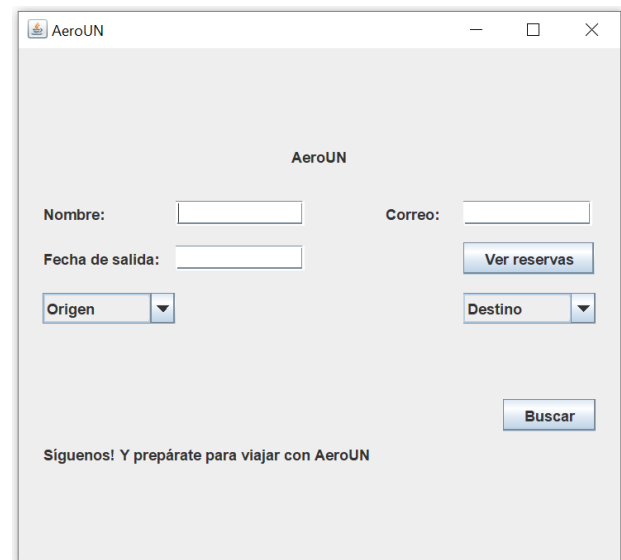 AeroUN
AeroUN
Nombre:
Correo:
Fecha de salida:
Ver reservas
Origen
Destino
Buscar
Síguenos! Y prepárate para viajar con AeroUN